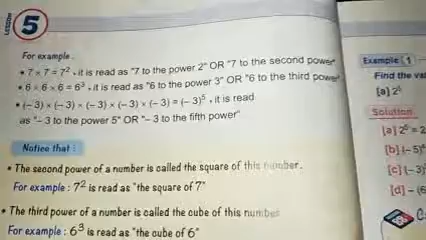 LESSON
5
For example :
• 7 × 7 = 7², it is read as "7 to the power 2" OR "7 to the second power"
• 6 × 6 × 6 = 6³, it is read as "6 to the power 3" OR "6 to the third power"
• (– 3) × (– 3) × (– 3) × (– 3) × (– 3) = (– 3)⁵, it is read
as "– 3 to the power 5" OR "– 3 to the fifth power"
Notice that :
• The second power of a number is called the square of this number.
For example : 7² is read as "the square of 7"
• The third power of a number is called the cube of this number
For example : 6³ is read as "the cube of 6"
Example 1
Find the
[a] 2⁵
Solution
[a] 2⁵ = 2
[b] (– 5)⁴
[c] (– 3)
[d] – (6